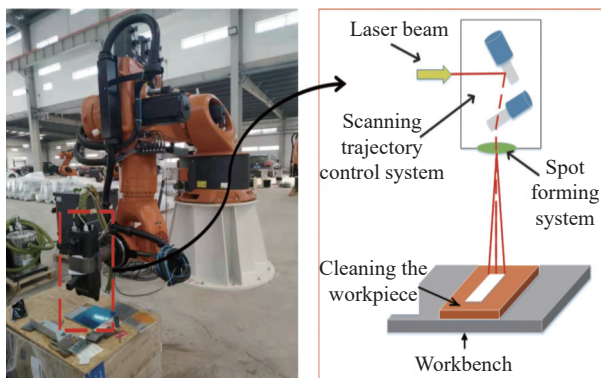 Laser beam
Scanning
trajectory
control system
Spot
forming
system
Cleaning the
workpiece
Workbench